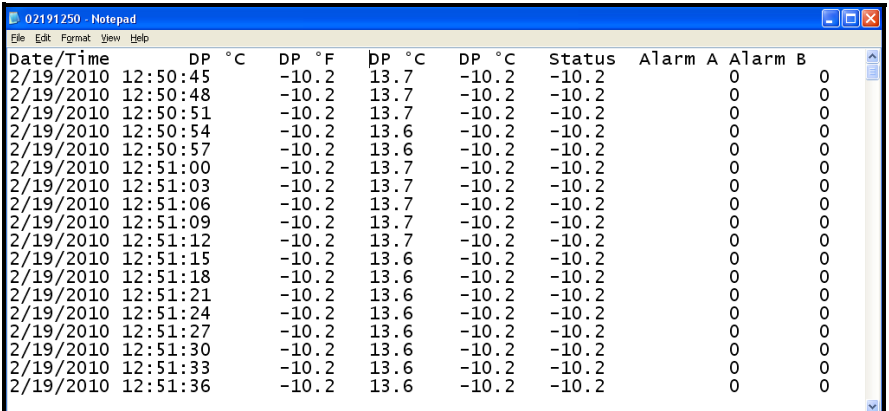 02191250 - Notepad
File Edit Format View Help
Date/Time DP °C DP °F DP °C DP °C Status Alarm A Alarm B
2/19/2010 12:50:45 -10.2 13.7 -10.2 -10.2 0 0
2/19/2010 12:50:48 -10.2 13.7 -10.2 -10.2 0 0
2/19/2010 12:50:51 -10.2 13.7 -10.2 -10.2 0 0
2/19/2010 12:50:54 -10.2 13.6 -10.2 -10.2 0 0
2/19/2010 12:50:57 -10.2 13.6 -10.2 -10.2 0 0
2/19/2010 12:51:00 -10.2 13.7 -10.2 -10.2 0 0
2/19/2010 12:51:03 -10.2 13.7 -10.2 -10.2 0 0
2/19/2010 12:51:06 -10.2 13.7 -10.2 -10.2 0 0
2/19/2010 12:51:09 -10.2 13.7 -10.2 -10.2 0 0
2/19/2010 12:51:12 -10.2 13.7 -10.2 -10.2 0 0
2/19/2010 12:51:15 -10.2 13.6 -10.2 -10.2 0 0
2/19/2010 12:51:18 -10.2 13.6 -10.2 -10.2 0 0
2/19/2010 12:51:21 -10.2 13.6 -10.2 -10.2 0 0
2/19/2010 12:51:24 -10.2 13.6 -10.2 -10.2 0 0
2/19/2010 12:51:27 -10.2 13.6 -10.2 -10.2 0 0
2/19/2010 12:51:30 -10.2 13.6 -10.2 -10.2 0 0
2/19/2010 12:51:33 -10.2 13.6 -10.2 -10.2 0 0
2/19/2010 12:51:36 -10.2 13.6 -10.2 -10.2 0 0